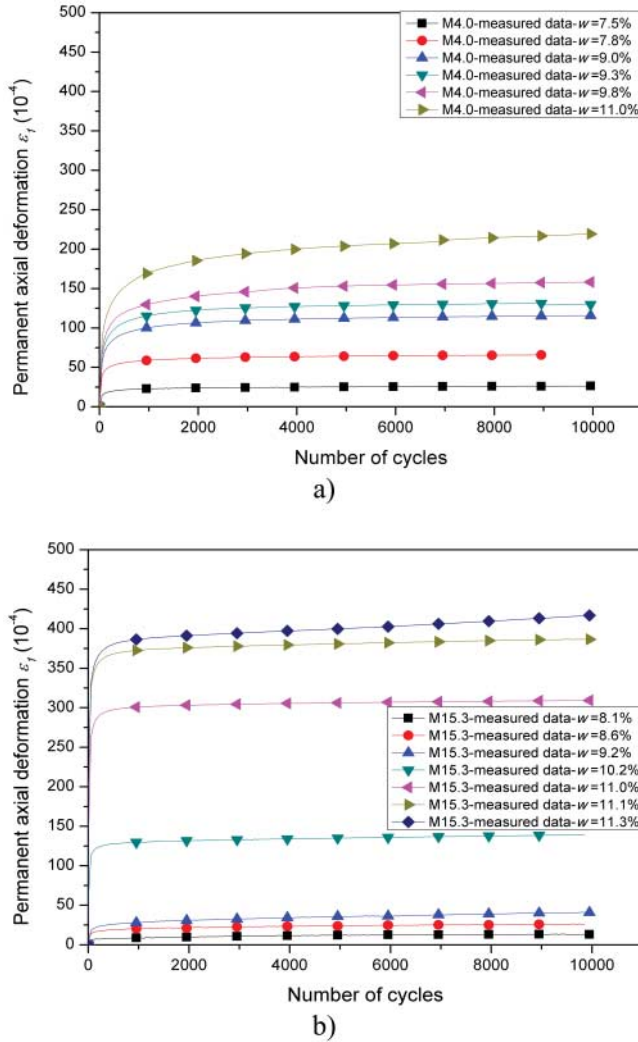 500
450
400
350
300
250
200
150
100
50
0
Permanent axial deformation ε1 (10-4)
M4.0-measured data-w=7.5%
M4.0-measured data-w=7.8%
M4.0-measured data-w=9.0%
M4.0-measured data-w=9.3%
M4.0-measured data-w=9.8%
M4.0-measured data-w=11.0%
0 2000 4000 6000 8000 10000
Number of cycles
a)
500
450
400
350
300
250
200
150
100
50
0
Permanent axial deformation ε1 (10-4)
M15.3-measured data-w=8.1%
M15.3-measured data-w=8.6%
M15.3-measured data-w=9.2%
M15.3-measured data-w=10.2%
M15.3-measured data-w=11.0%
M15.3-measured data-w=11.1%
M15.3-measured data-w=11.3%
0 2000 4000 6000 8000 10000
Number of cycles
b)